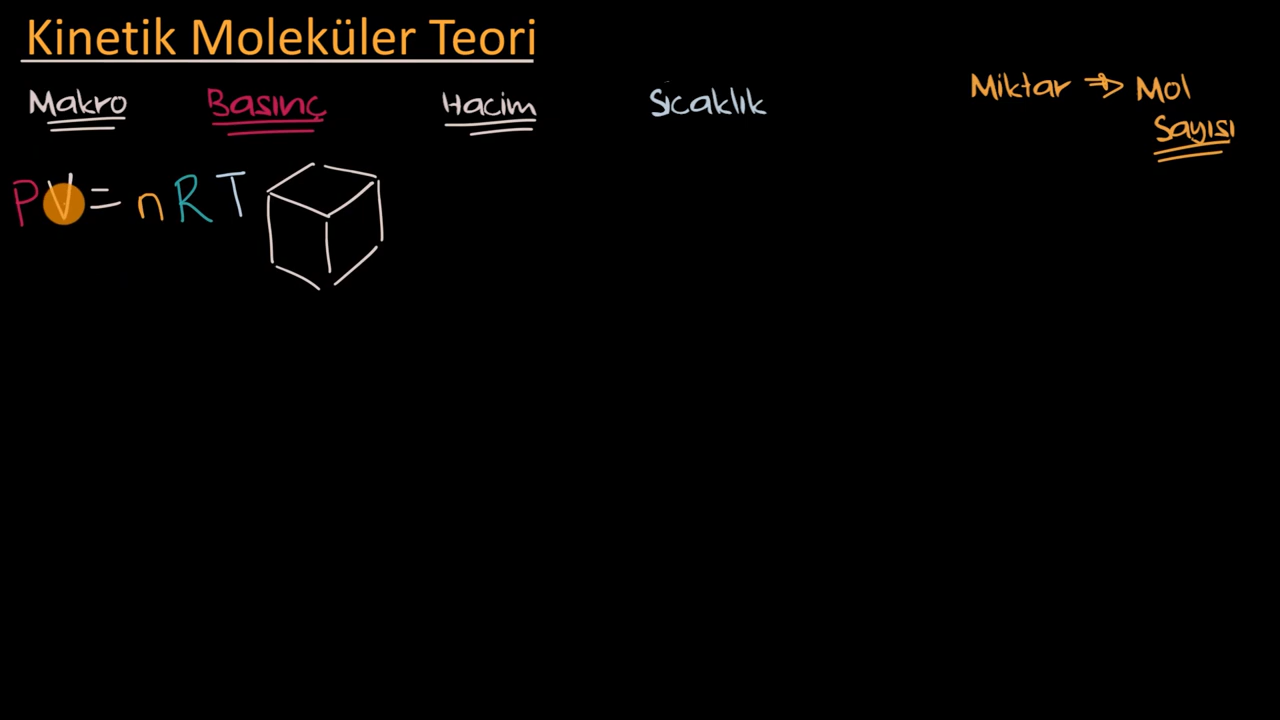 Kinetik Moleküler Teori
Makro Basınç Hacim Sıcaklık Miktar ⇒ Mol
Sayısı
PV = nRT